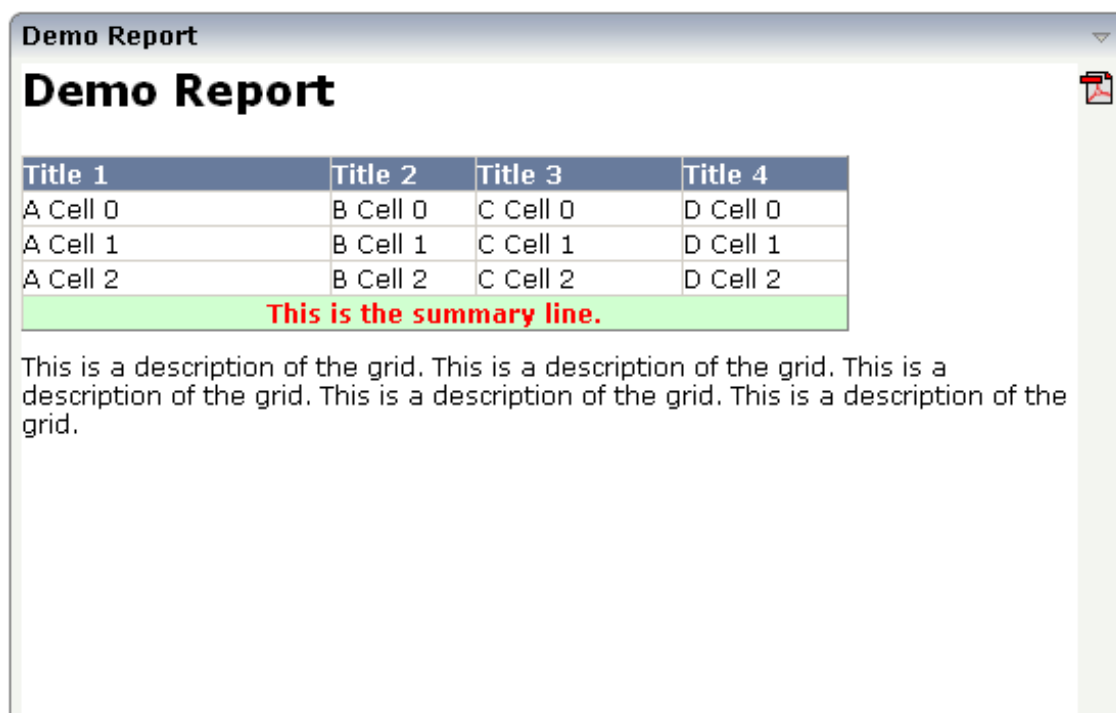 Demo Report
Demo Report
Title 1 Title 2 Title 3 Title 4
A Cell 0 B Cell 0 C Cell 0 D Cell 0
A Cell 1 B Cell 1 C Cell 1 D Cell 1
A Cell 2 B Cell 2 C Cell 2 D Cell 2
This is the summary line.
This is a description of the grid. This is a description of the grid. This is a
description of the grid. This is a description of the grid. This is a description of the
grid.